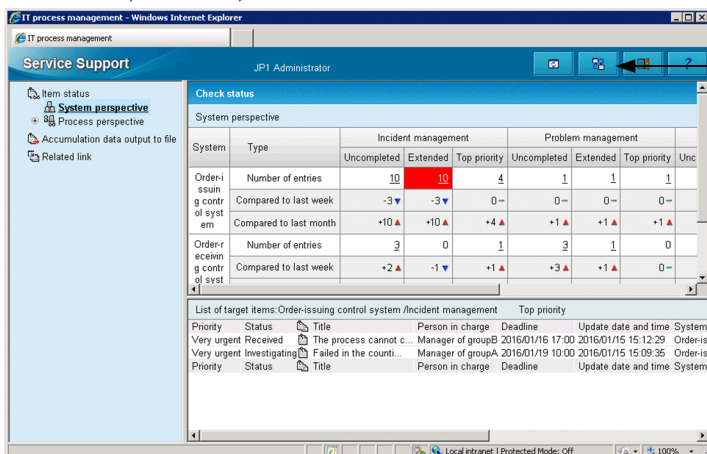 IT process management - Windows Internet Explorer
IT process management
Service Support
JP1 Administrator
?
Item status
System perspective
Process perspective
Accumulation data output to file
Related link
Check status
System perspective
System Type Incident management Problem management
Uncompleted Extended Top priority Uncompleted Extended Top priority Unc
Order-i
ssuin
g contr
ol syst
em
Number of entries 10 10 4 1 1 1
Compared to last week -3 -3 0 0 0 0
Compared to last month +10 +10 +4 +1 +1 +1
Order-r
eceivin
g contr
ol syst
Number of entries 3 0 1 3 1 0
Compared to last week +2 -1 +1 +3 +1 0
List of target items:Order-issuing control system /Incident management Top priority
Priority Status Title Person in charge Deadline Update date and time System
Very urgent Received The process cannot c... Manager of groupB 2016/01/16 17:00 2016/01/15 15:12:29 Order-is
Very urgent Investigating Failed in the counti... Manager of groupA 2016/01/19 10:00 2016/01/15 15:09:35 Order-is
Priority Status Title Person in charge Deadline Update date and time System
Local intranet | Protected Mode: Off 100%